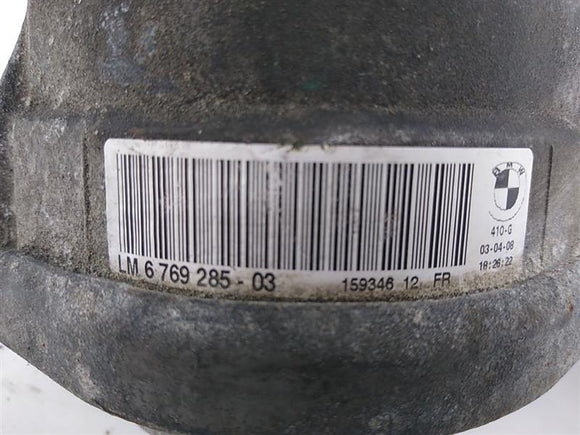 BMW
410-G
03-04-08
18:26:22
LM 6 769 285 - 03
159346 12 FR